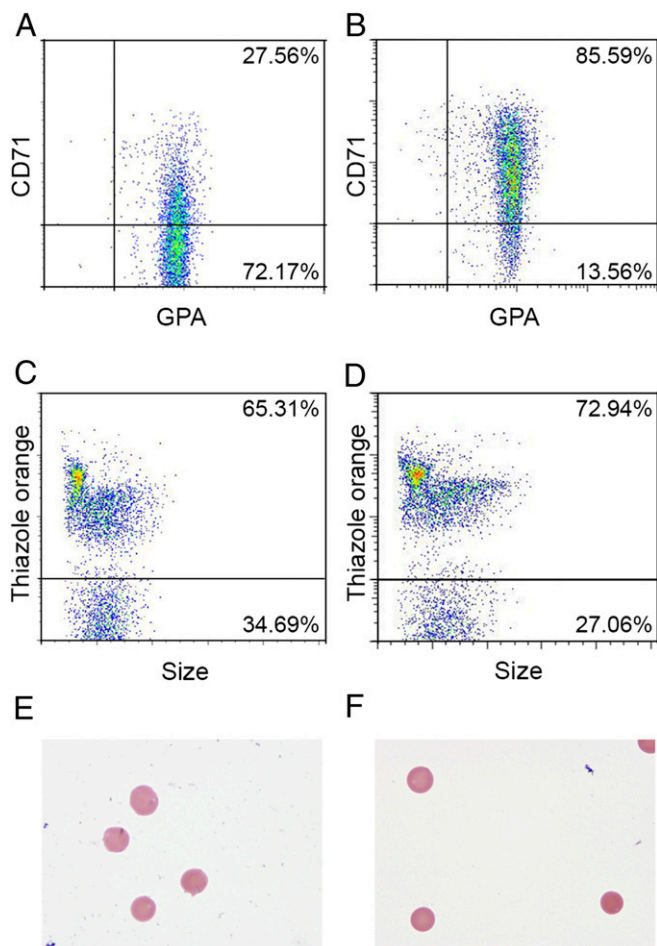 A
B
27.56%
85.59%
CD71
CD71
72.17%
13.56%
GPA
GPA
C
D
65.31%
72.94%
Thiazole orange
Thiazole orange
34.69%
27.06%
Size
Size
E
F